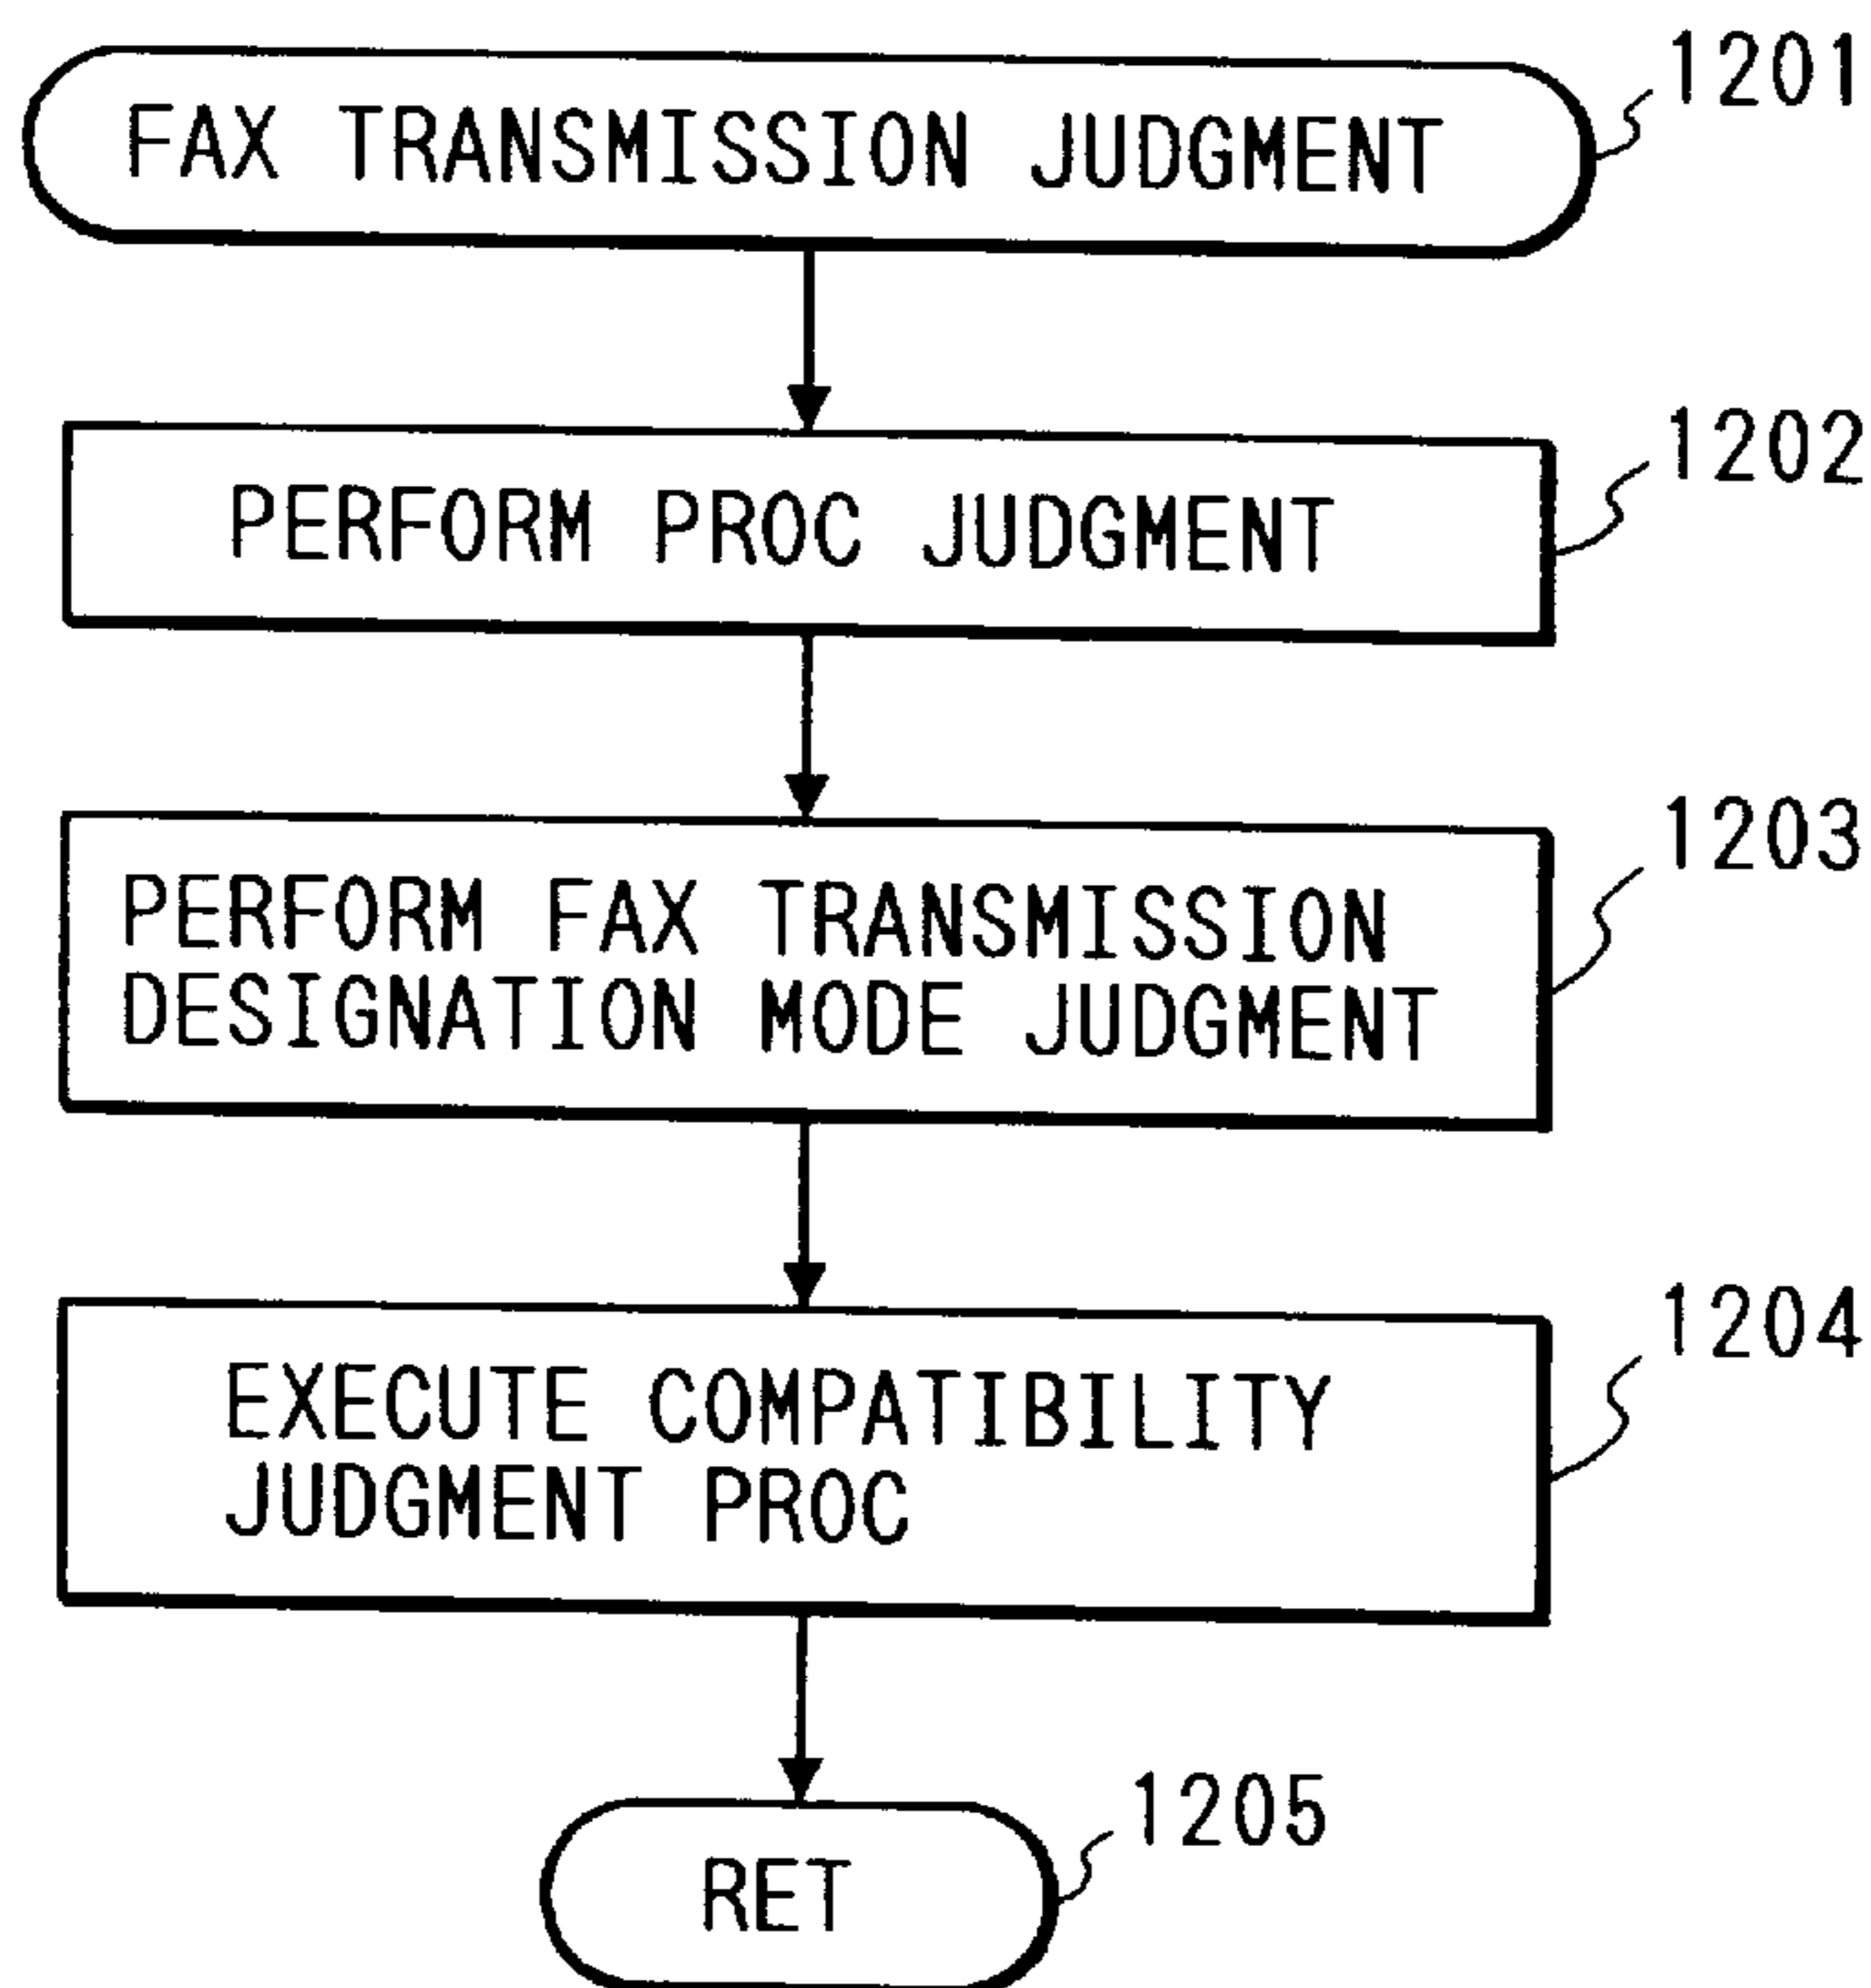 1201
FAX TRANSMISSION JUDGMENT
1202
PERFORM PROC JUDGMENT
1203
PERFORM FAX TRANSMISSION
DESIGNATION MODE JUDGMENT
1204
EXECUTE COMPATIBILITY
JUDGMENT PROC
1205
RET